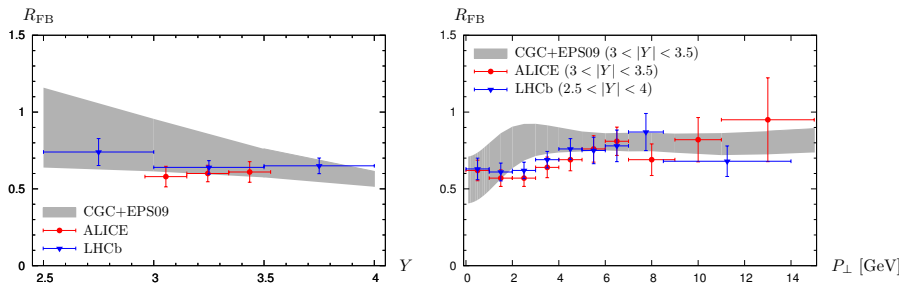 R_FB
1.5
1
0.5
0
2.5
3
3.5
4
Y
CGC+EPS09
ALICE
LHCb
R_FB
1.5
1
0.5
0
0
2
4
6
8
10
12
14
P_⊥ [GeV]
CGC+EPS09 (3 < |Y| < 3.5)
ALICE (3 < |Y| < 3.5)
LHCb (2.5 < |Y| < 4)